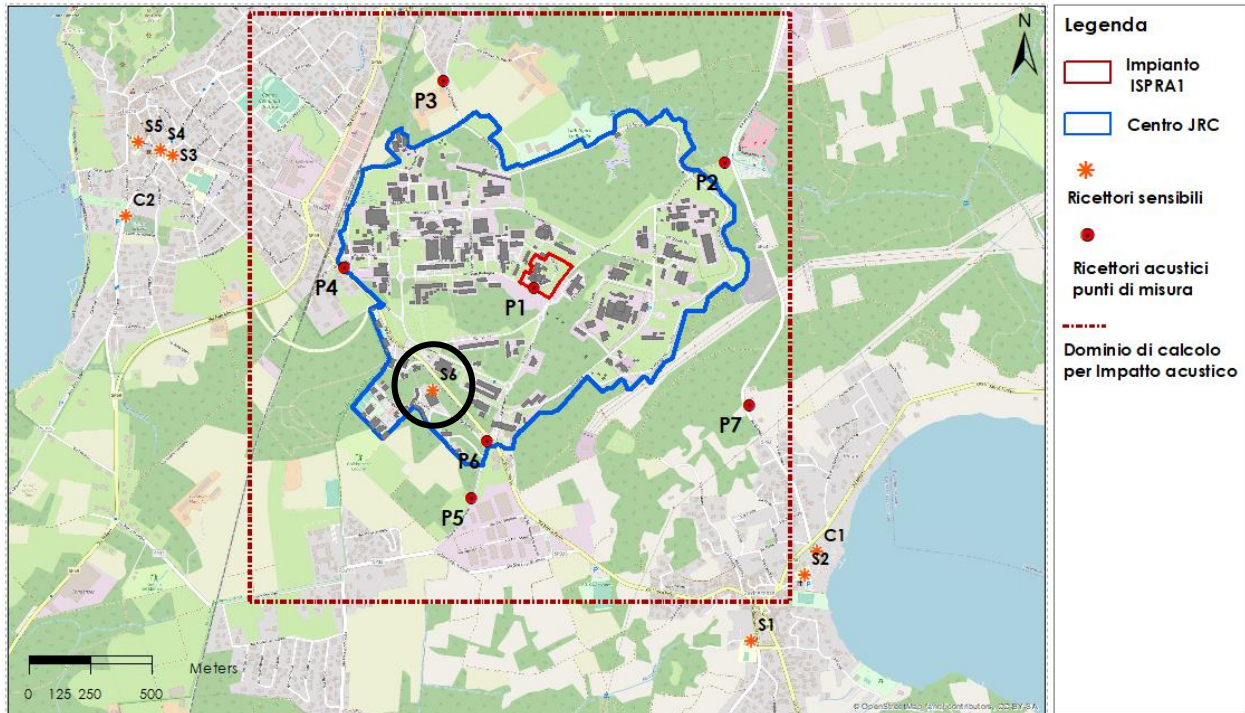 N
P3
S5
S4
S3
P2
C2
P4
P1
S6
P7
P6
P5
C1
S2
S1
Meters
0 125 250 500
© OpenStreetMap (and) contributors, CC-BY-SA
Legenda
Impianto
ISPRA1
Centro JRC
Ricettori sensibili
Ricettori acustici
punti di misura
Dominio di calcolo
per Impatto acustico